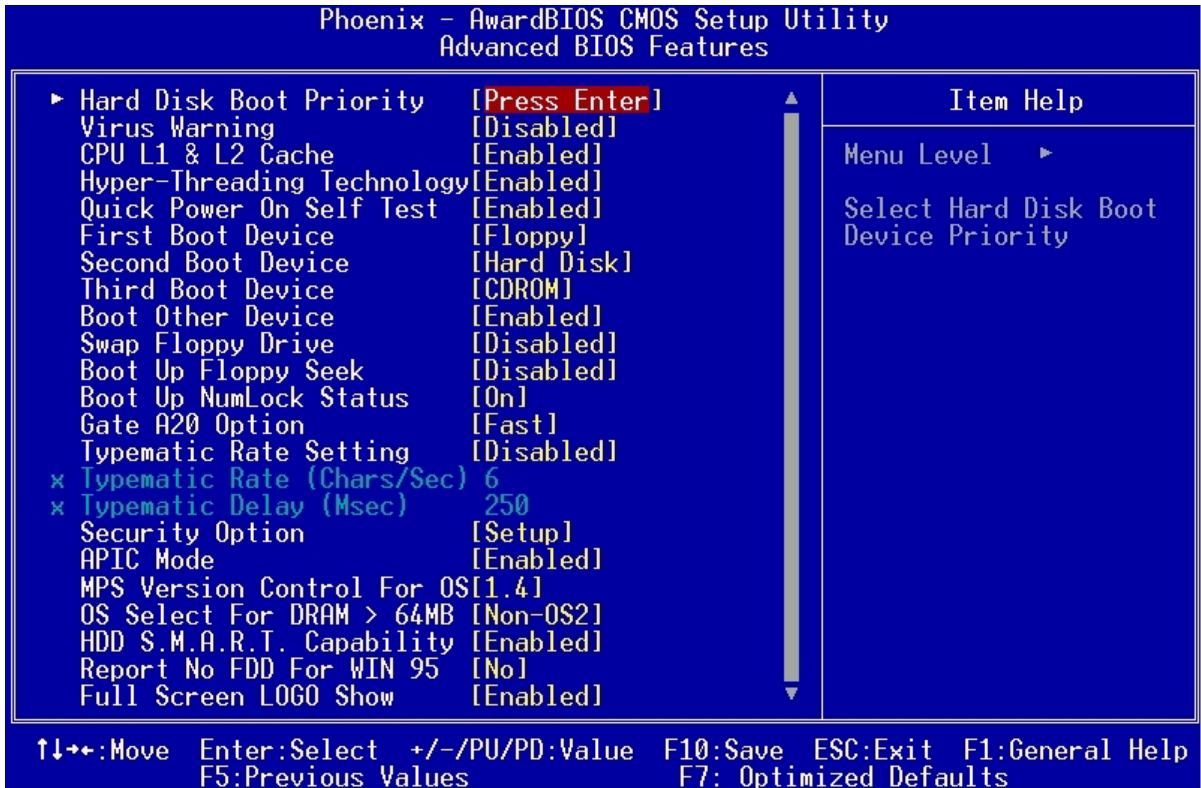 Phoenix - AwardBIOS CMOS Setup Utility
Advanced BIOS Features
► Hard Disk Boot Priority [Press Enter]
Virus Warning [Disabled]
CPU L1 & L2 Cache [Enabled]
Hyper-Threading Technology[Enabled]
Quick Power On Self Test [Enabled]
First Boot Device [Floppy]
Second Boot Device [Hard Disk]
Third Boot Device [CDROM]
Boot Other Device [Enabled]
Swap Floppy Drive [Disabled]
Boot Up Floppy Seek [Disabled]
Boot Up NumLock Status [On]
Gate A20 Option [Fast]
Typematic Rate Setting [Disabled]
x Typematic Rate (Chars/Sec) 6
x Typematic Delay (Msec) 250
Security Option [Setup]
APIC Mode [Enabled]
MPS Version Control For OS[1.4]
OS Select For DRAM > 64MB [Non-OS2]
HDD S.M.A.R.T. Capability [Enabled]
Report No FDD For WIN 95 [No]
Full Screen LOGO Show [Enabled]
Item Help
Menu Level ►
Select Hard Disk Boot
Device Priority
↑↓→←:Move Enter:Select +/-/PU/PD:Value F10:Save ESC:Exit F1:General Help
F5:Previous Values F7: Optimized Defaults